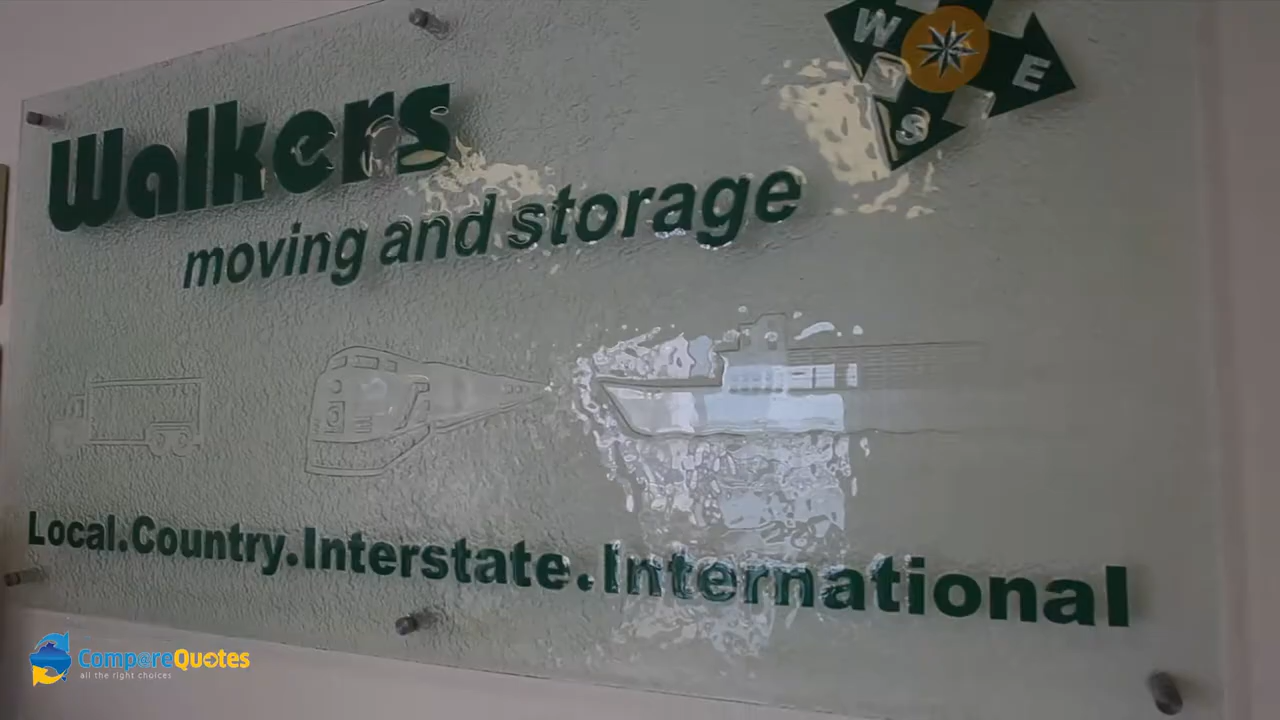 Walkers
moving and storage
W
E
S
Local.Country.Interstate.International
CompareQuotes
all the right choices